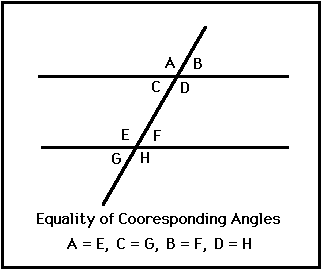 A B
C D
E F
G H
Equality of Cooresponding Angles
A = E, C = G, B = F, D = H